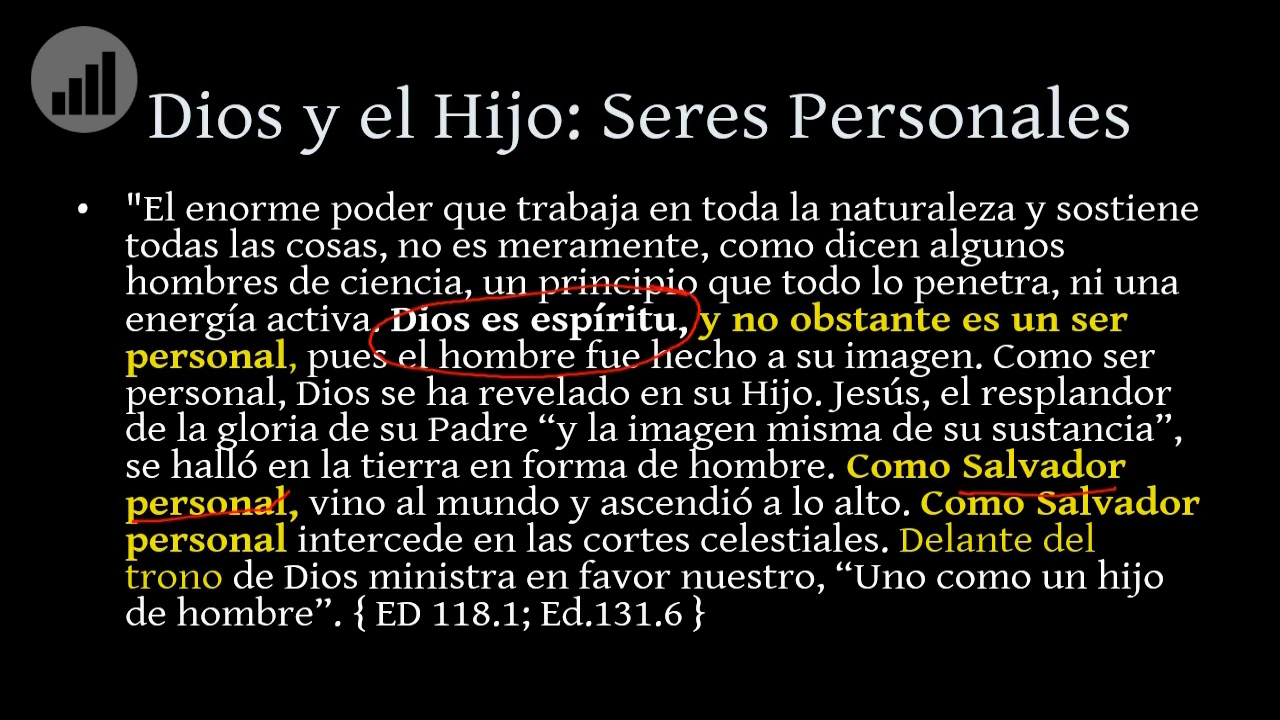 Dios y el Hijo: Seres Personales
• "El enorme poder que trabaja en toda la naturaleza y sostiene
todas las cosas, no es meramente, como dicen algunos
hombres de ciencia, un principio que todo lo penetra, ni una
energía activa. Dios es espíritu, y no obstante es un ser
personal, pues el hombre fue hecho a su imagen. Como ser
personal, Dios se ha revelado en su Hijo. Jesús, el resplandor
de la gloria de su Padre “y la imagen misma de su sustancia”,
se halló en la tierra en forma de hombre. Como Salvador
personal, vino al mundo y ascendió a lo alto. Como Salvador
personal intercede en las cortes celestiales. Delante del
trono de Dios ministra en favor nuestro, “Uno como un hijo
de hombre”. { ED 118.1; Ed.131.6 }